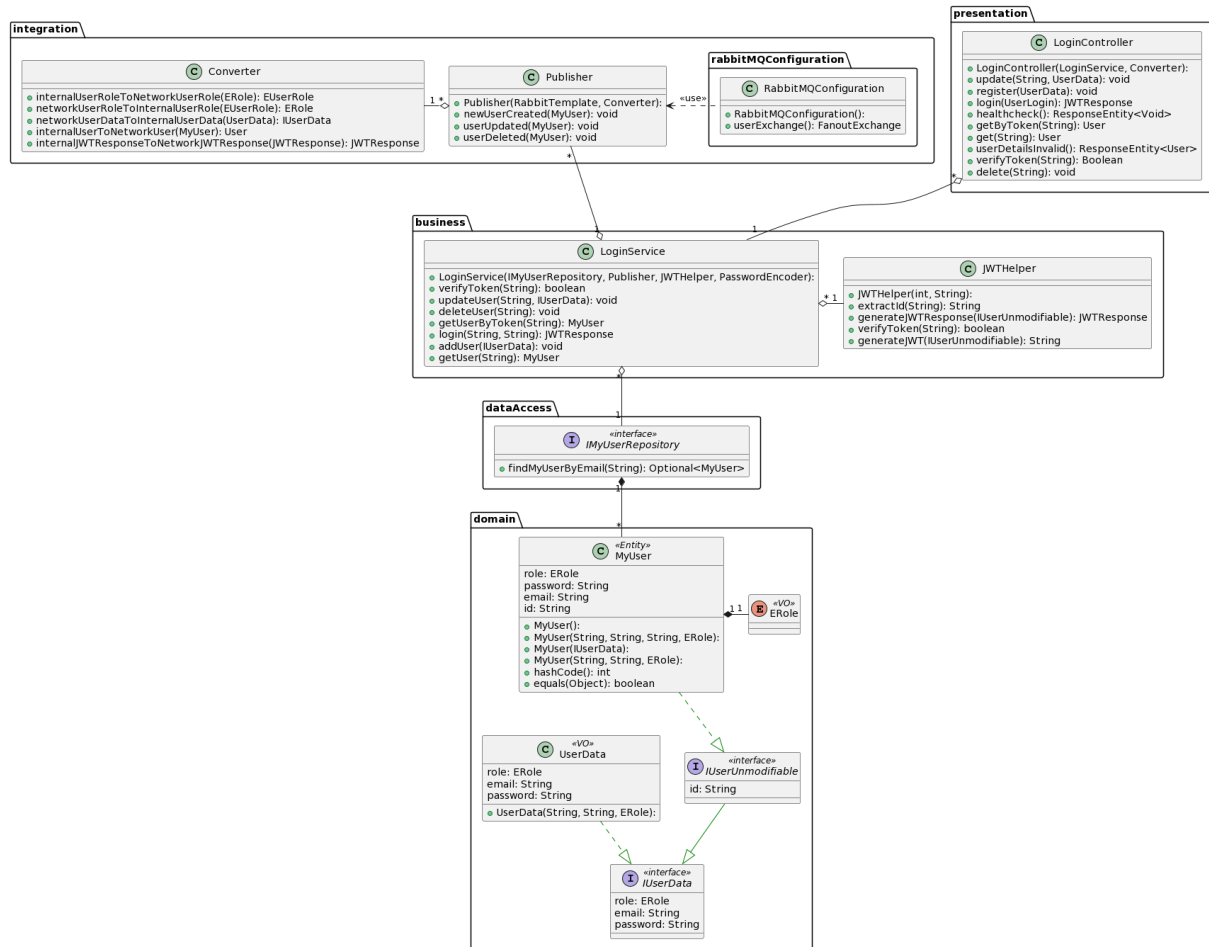 integration
C Converter
internalUserRoleToNetworkUserRole(ERole): EUserRole
networkUserRoleToInternalUserRole(EUserRole): ERole
networkUserDataToInternalUserData(UserData): IUserData
internalUserToNetworkUser(MyUser): User
internalJWTResponseToNetworkJWTResponse(JWTResponse): JWTResponse
1 *
C Publisher
Publisher(RabbitTemplate, Converter):
newUserCreated(MyUser): void
userUpdated(MyUser): void
userDeleted(MyUser): void
«use»
rabbitMQConfiguration
C RabbitMQConfiguration
RabbitMQConfiguration():
userExchange(): FanoutExchange
presentation
C LoginController
LoginController(LoginService, Converter):
update(String, UserData): void
register(UserData): void
login(UserLogin): JWTResponse
healthcheck(): ResponseEntity<Void>
getByToken(String): User
get(String): User
userDetailsInvalid(): ResponseEntity<User>
verifyToken(String): Boolean
delete(String): void
*
*
1
1
business
C LoginService
LoginService(IMyUserRepository, Publisher, JWTHelper, PasswordEncoder):
verifyToken(String): boolean
updateUser(String, IUserData): void
deleteUser(String): void
getUserByToken(String): MyUser
login(String, String): JWTResponse
addUser(IUserData): void
getUser(String): MyUser
* 1
C JWTHelper
JWTHelper(int, String):
extractId(String): String
generateJWTResponse(IUserUnmodifiable): JWTResponse
verifyToken(String): boolean
generateJWT(IUserUnmodifiable): String
*
1
dataAccess
«interface»
I IMyUserRepository
findMyUserByEmail(String): Optional<MyUser>
1
*
domain
«Entity»
C MyUser
role: ERole
password: String
email: String
id: String
MyUser():
MyUser(String, String, String, ERole):
MyUser(IUserData):
MyUser(String, String, ERole):
hashCode(): int
equals(Object): boolean
1 1
«VO»
E ERole
«VO»
C UserData
role: ERole
email: String
password: String
UserData(String, String, ERole):
«interface»
I IUserUnmodifiable
id: String
«interface»
I IUserData
role: ERole
email: String
password: String